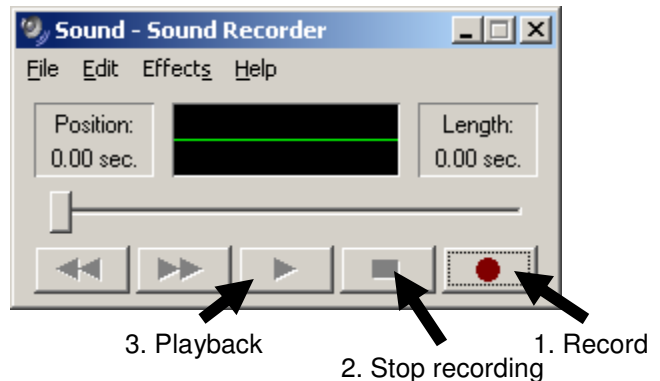 Sound - Sound Recorder
File Edit Effects Help
Position:
0.00 sec.
Length:
0.00 sec.
3. Playback
1. Record
2. Stop recording